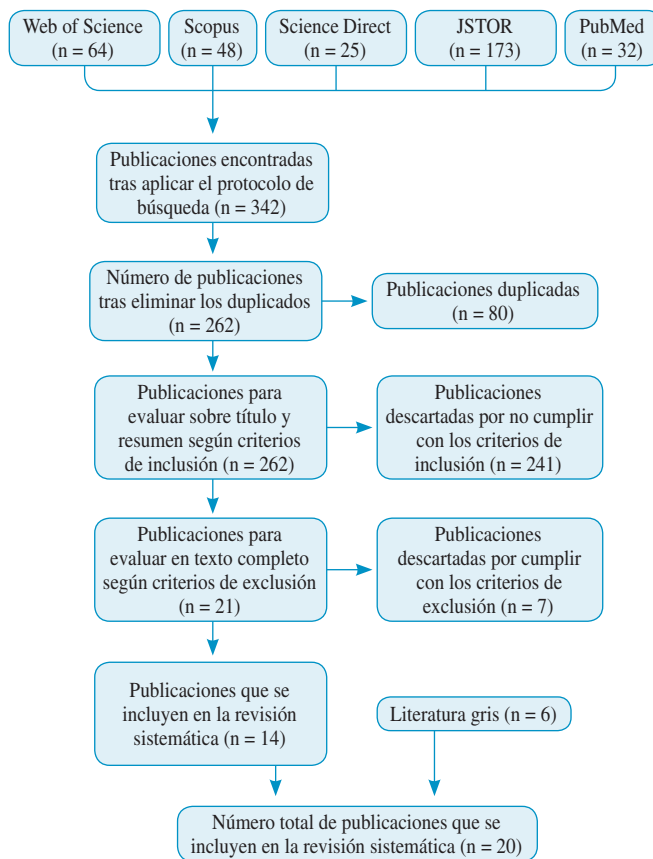 Web of Science
(n = 64)
Scopus
(n = 48)
Science Direct
(n = 25)
JSTOR
(n = 173)
PubMed
(n = 32)
Publicaciones encontradas
tras aplicar el protocolo de
búsqueda (n = 342)
Número de publicaciones
tras eliminar los duplicados
(n = 262)
Publicaciones duplicadas
(n = 80)
Publicaciones para
evaluar sobre título y
resumen según criterios
de inclusión (n = 262)
Publicaciones
descartadas por no cumplir
con los criterios de
inclusión (n = 241)
Publicaciones para
evaluar en texto completo
según criterios de exclusión
(n = 21)
Publicaciones
descartadas por cumplir
con los criterios de
exclusión (n = 7)
Publicaciones que se
incluyen en la revisión
sistemática (n = 14)
Literatura gris (n = 6)
Número total de publicaciones que se
incluyen en la revisión sistemática (n = 20)